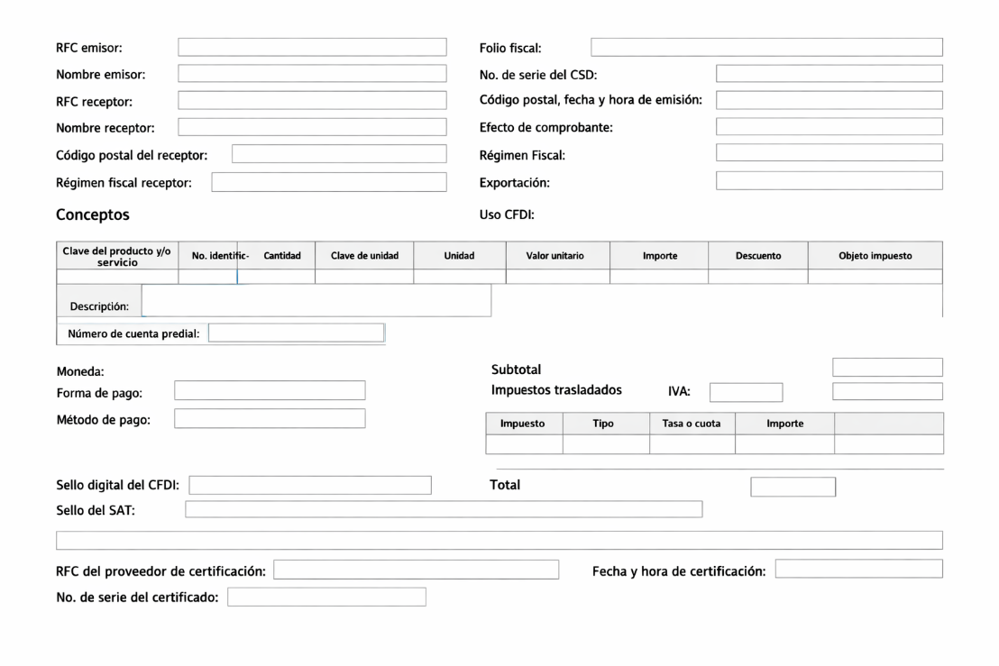 RFC emisor:
Folio fiscal:
Nombre emisor:
No. de serie del CSD:
RFC receptor:
Código postal, fecha y hora de emisión:
Nombre receptor:
Efecto de comprobante:
Código postal del receptor:
Régimen Fiscal:
Régimen fiscal receptor:
Exportación:
Conceptos
Uso CFDI:
Clave del producto y/o servicio No. identific- Cantidad Clave de unidad Unidad Valor unitario Importe Descuento Objeto impuesto
Descripción:
Número de cuenta predial:
Moneda:
Subtotal
Forma de pago:
Impuestos trasladados IVA:
Método de pago:
Impuesto Tipo Tasa o cuota Importe
Sello digital del CFDI:
Total
Sello del SAT:
RFC del proveedor de certificación:
Fecha y hora de certificación:
No. de serie del certificado: